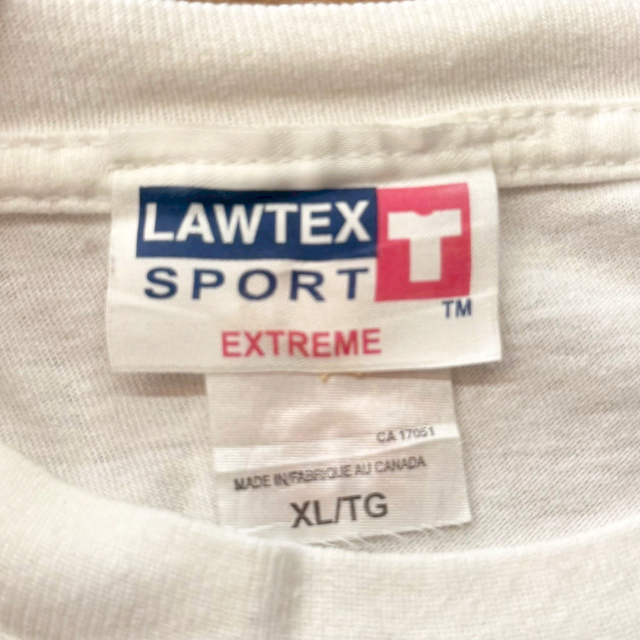 LAWTEX
SPORT
TM
EXTREME
CA 17051
MADE IN/FABRIQUE AU CANADA
XL/TG